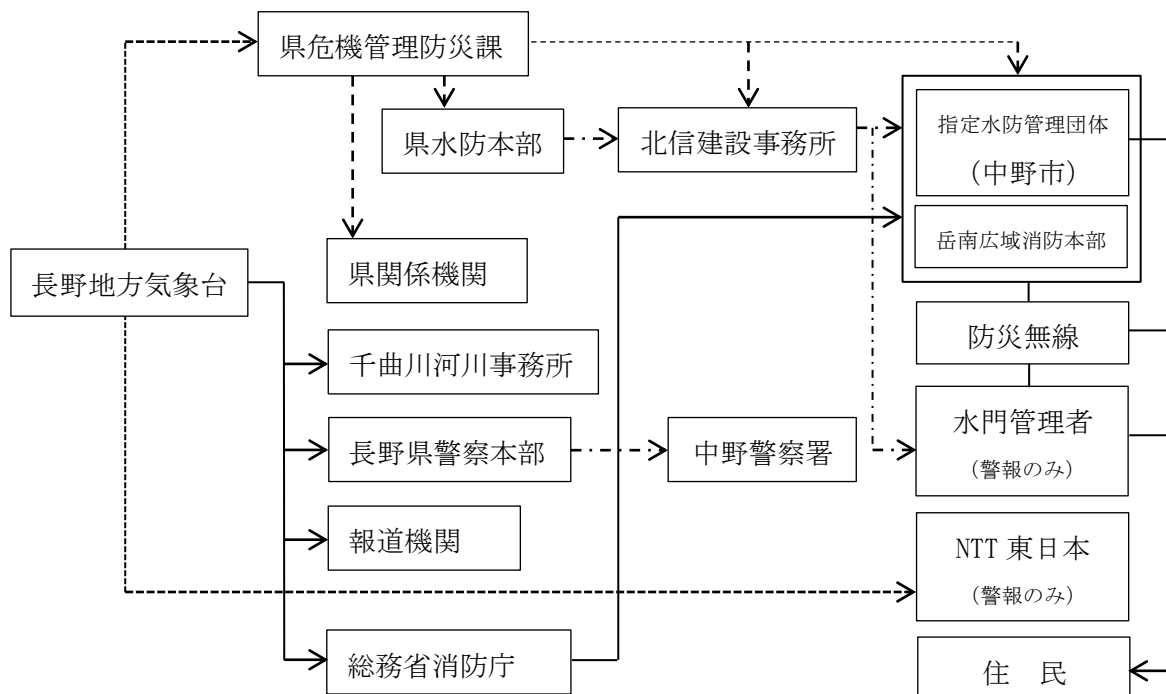 県危機管理防災課
県水防本部
北信建設事務所
指定水防管理団体
(中野市)
岳南広域消防本部
県関係機関
長野地方気象台
防災無線
千曲川河川事務所
水門管理者
(警報のみ)
長野県警察本部
中野警察署
報道機関
NTT 東日本
(警報のみ)
総務省消防庁
住　民